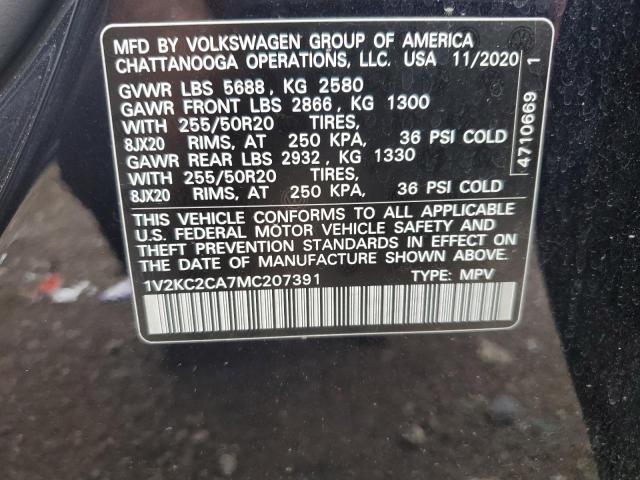 MFD BY VOLKSWAGEN GROUP OF AMERICA
CHATTANOOGA OPERATIONS, LLC. USA 11/2020
GVWR LBS 5688, KG 2580
GAWR FRONT LBS 2866, KG 1300
WITH 255/50R20 TIRES,
8JX20 RIMS, AT 250 KPA, 36 PSI COLD
GAWR REAR LBS 2932, KG 1330
WITH 255/50R20 TIRES,
8JX20 RIMS, AT 250 KPA, 36 PSI COLD
THIS VEHICLE CONFORMS TO ALL APPLICABLE
U.S. FEDERAL MOTOR VEHICLE SAFETY AND
THEFT PREVENTION STANDARDS IN EFFECT ON
THE DATE OF MANUFACTURE SHOWN ABOVE.
1V2KC2CA7MC207391 TYPE: MPV
4710669 1